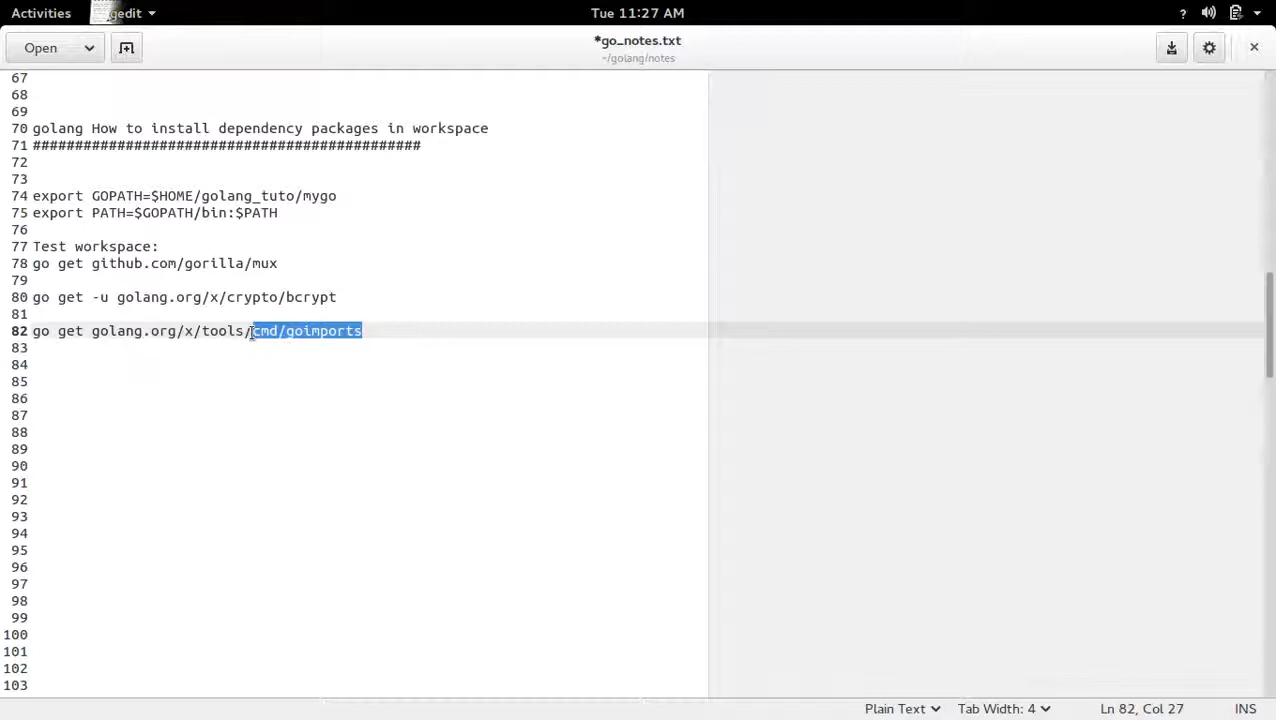 Activities gedit Tue 11:27 AM ?
Open *go_notes.txt
~/golang/notes
67
68
69
70 golang How to install dependency packages in workspace
71 ##############################################
72
73
74 export GOPATH=$HOME/golang_tuto/mygo
75 export PATH=$GOPATH/bin:$PATH
76
77 Test workspace:
78 go get github.com/gorilla/mux
79
80 go get -u golang.org/x/crypto/bcrypt
81
82 go get golang.org/x/tools/cmd/goimports
83
84
85
86
87
88
89
90
91
92
93
94
95
96
97
98
99
100
101
102
103
Plain Text Tab Width: 4 Ln 82, Col 27 INS